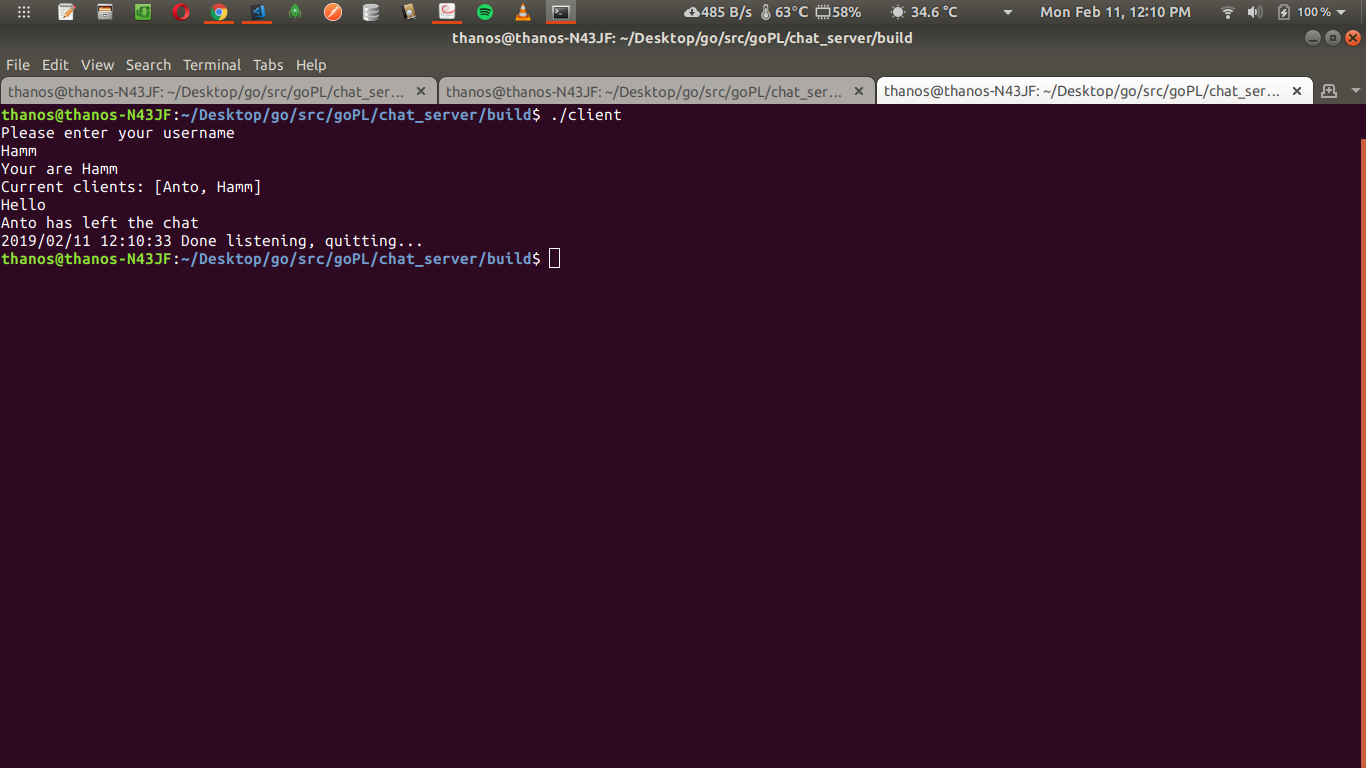 485 B/s 63°C 58% 34.6 °C Mon Feb 11, 12:10 PM 100 %
thanos@thanos-N43JF: ~/Desktop/go/src/goPL/chat_server/build
File Edit View Search Terminal Tabs Help
thanos@thanos-N43JF: ~/Desktop/go/src/goPL/chat_ser... thanos@thanos-N43JF: ~/Desktop/go/src/goPL/chat_ser... thanos@thanos-N43JF: ~/Desktop/go/src/goPL/chat_ser...
thanos@thanos-N43JF:~/Desktop/go/src/goPL/chat_server/build$ ./client
Please enter your username
Hamm
Your are Hamm
Current clients: [Anto, Hamm]
Hello
Anto has left the chat
2019/02/11 12:10:33 Done listening, quitting...
thanos@thanos-N43JF:~/Desktop/go/src/goPL/chat_server/build$